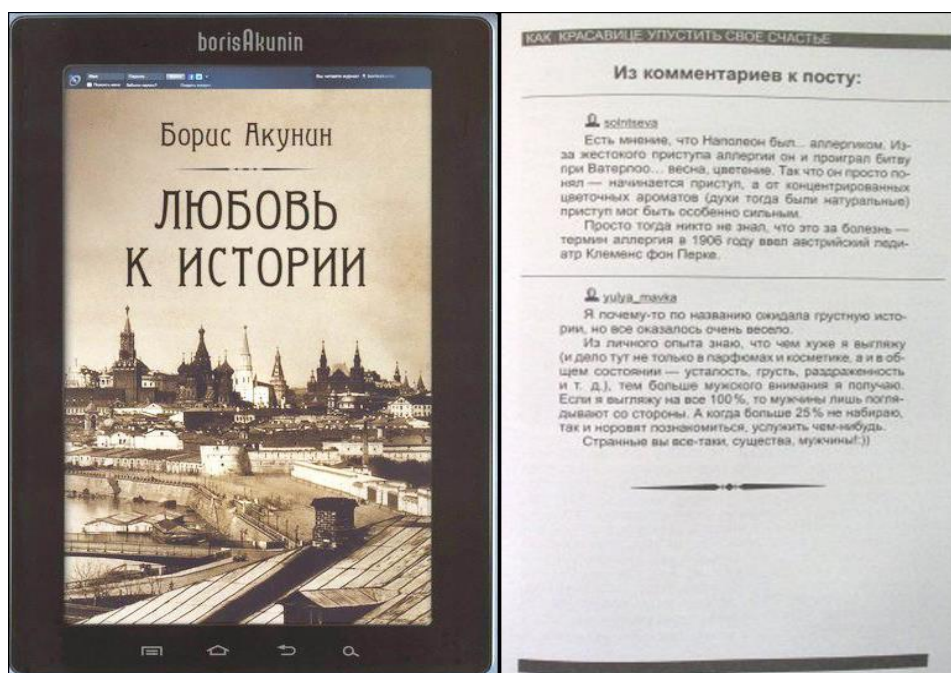 borisAkunin
Вы читаете журнал
Борис Акунин
ЛЮБОВЬ
К ИСТОРИИ
КАК КРАСАВИЦЕ УПУСТИТЬ СВОЕ СЧАСТЬЕ
Из комментариев к посту:
solntseva
Есть мнение, что Наполеон был... аллергиком. Из-
за жестокого приступа аллергии он и проиграл битву
при Ватерлоо... весна, цветение. Так что он просто по-
нял — начинается приступ, а от концентрированных
цветочных ароматов (духи тогда были натуральные)
приступ мог быть особенно сильным.
Просто тогда никто не знал, что это за болезнь —
термин аллергия в 1906 году ввел австрийский педи-
атр Клеменс фон Пирке.
yulya_mavka
Я почему-то по названию ожидала грустную исто-
рии, но все оказалось очень весело.
Из личного опыта знаю, что чем хуже я выгляжу
(и дело тут не только в парфюмах и косметике, а и в об-
щем состоянии — усталость, грусть, раздраженность
и т. д.), тем больше мужского внимания я получаю.
Если я выгляжу на все 100 %, то мужчины лишь погля-
дывают со стороны. А когда больше 25 % не набираю,
так и норовят познакомиться, услужить чем-нибудь.
Странные вы все-таки, существа, мужчины!:))